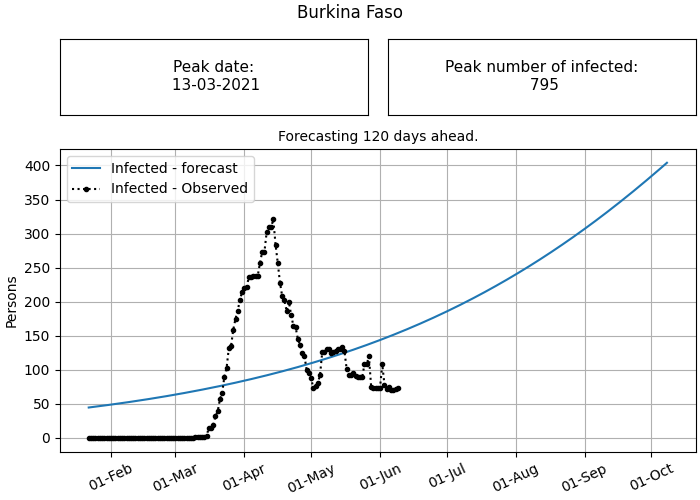 Burkina Faso
Peak date:
13-03-2021
Peak number of infected:
795
Forecasting 120 days ahead.
Infected - forecast
Infected - Observed
Persons
400
350
300
250
200
150
100
50
0
01-Feb
01-Mar
01-Apr
01-May
01-Jun
01-Jul
01-Aug
01-Sep
01-Oct